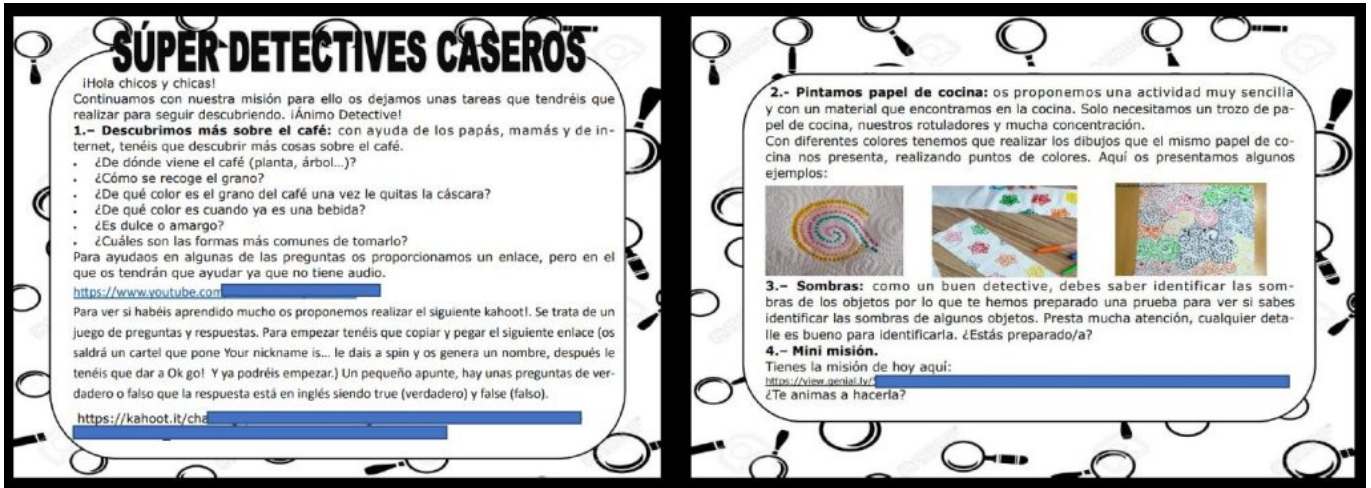 SÚPER DETECTIVES CASEROS
¡Hola chicos y chicas!
Continuamos con nuestra misión para ello os dejamos unas tareas que tendréis que
realizar para seguir descubriendo. ¡Ánimo Detective!
1.– Descubrimos más sobre el café: con ayuda de los papás, mamás y de in-
ternet, tenéis que descubrir más cosas sobre el café.
• ¿De dónde viene el café (planta, árbol...)?
• ¿Cómo se recoge el grano?
• ¿De qué color es el grano del café una vez le quitas la cáscara?
• ¿De qué color es cuando ya es una bebida?
• ¿Es dulce o amargo?
• ¿Cuáles son las formas más comunes de tomarlo?
Para ayudaos en algunas de las preguntas os proporcionamos un enlace, pero en el
que os tendrán que ayudar ya que no tiene audio.
https://www.youtube.com
Para ver si habéis aprendido mucho os proponemos realizar el siguiente kahoot!. Se trata de un
juego de preguntas y respuestas. Para empezar tenéis que copiar y pegar el siguiente enlace (os
saldrá un cartel que pone Your nickname is... le dais a spin y os genera un nombre, después le
tenéis que dar a Ok go! Y ya podréis empezar.) Un pequeño apunte, hay unas preguntas de ver-
dadero o falso que la respuesta está en inglés siendo true (verdadero) y false (falso).
https://kahoot.it/cha
2.- Pintamos papel de cocina: os proponemos una actividad muy sencilla
y con un material que encontramos en la cocina. Solo necesitamos un trozo de pa-
pel de cocina, nuestros rotuladores y mucha concentración.
Con diferentes colores tenemos que realizar los dibujos que el mismo papel de co-
cina nos presenta, realizando puntos de colores. Aquí os presentamos algunos
ejemplos:
3.– Sombras: como un buen detective, debes saber identificar las som-
bras de los objetos por lo que te hemos preparado una prueba para ver si sabes
identificar las sombras de algunos objetos. Presta mucha atención, cualquier deta-
lle es bueno para identificarla. ¿Estás preparado/a?
4.– Mini misión.
Tienes la misión de hoy aquí:
https://view.genial.ly/
¿Te animas a hacerla?